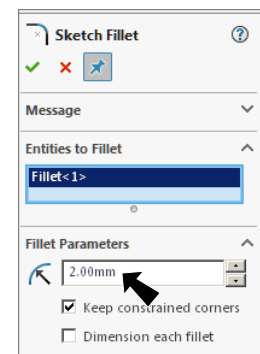 Sketch Fillet
?
Message
Entities to Fillet
Fillet<1>
Fillet Parameters
2.00mm
Keep constrained corners
Dimension each fillet